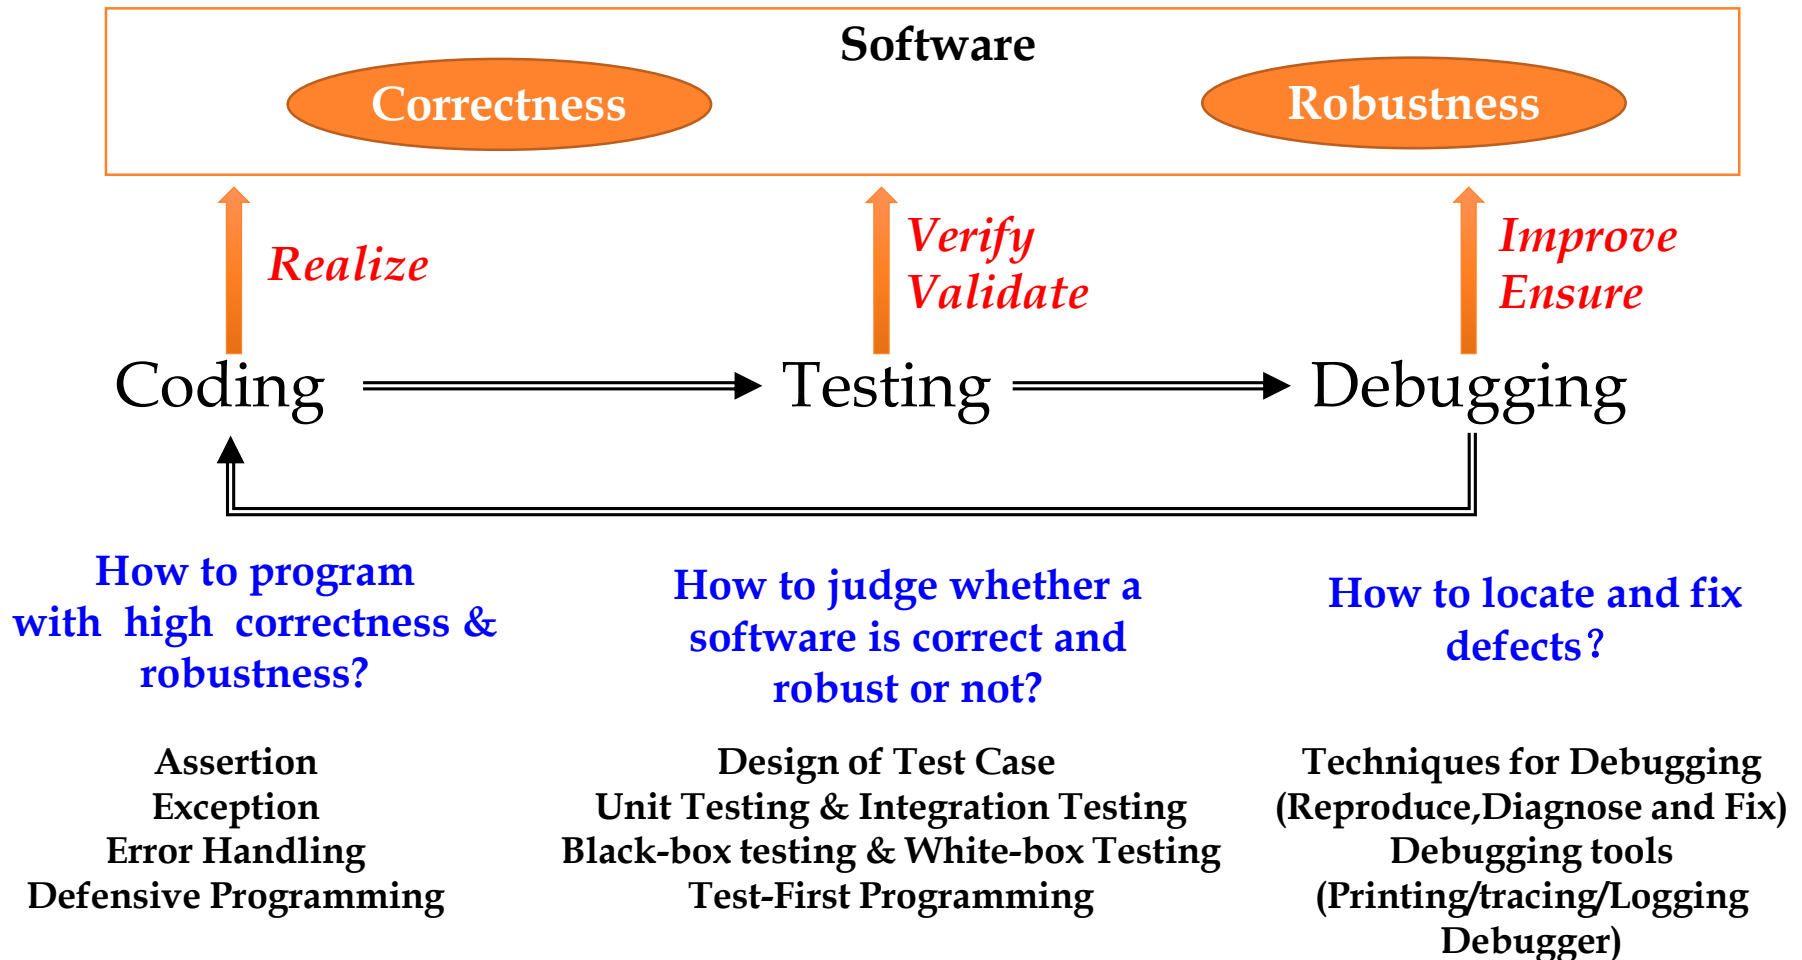 Software
Correctness
Robustness
Realize
Verify
Validate
Improve
Ensure
Coding
Testing
Debugging
How to program
with high correctness &
robustness?
How to judge whether a
software is correct and
robust or not?
How to locate and fix
defects？
Assertion
Exception
Error Handling
Defensive Programming
Design of Test Case
Unit Testing & Integration Testing
Black-box testing & White-box Testing
Test-First Programming
Techniques for Debugging
(Reproduce,Diagnose and Fix)
Debugging tools
(Printing/tracing/Logging
Debugger)